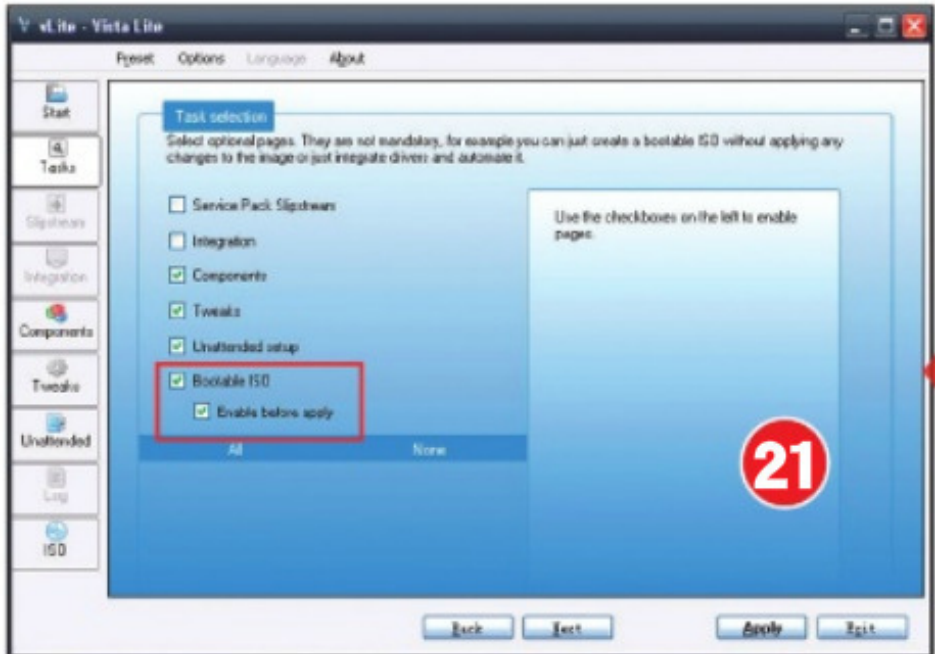 vLite - Vista Lite
Preset Options Language About
Start
Tasks
Slipstream
Integration
Components
Tweaks
Unattended
Log
ISO
Task selection
Select optional pages. They are not mandatory, for example you can just create a bootable ISO without applying any
changes to the image or just integrate drivers and automate it.
Service Pack Slipstream
Integration
Components
Tweaks
Unattended setup
Bootable ISO
Enable before apply
All None
Use the checkboxes on the left to enable
pages.
21
Back Next Apply Exit